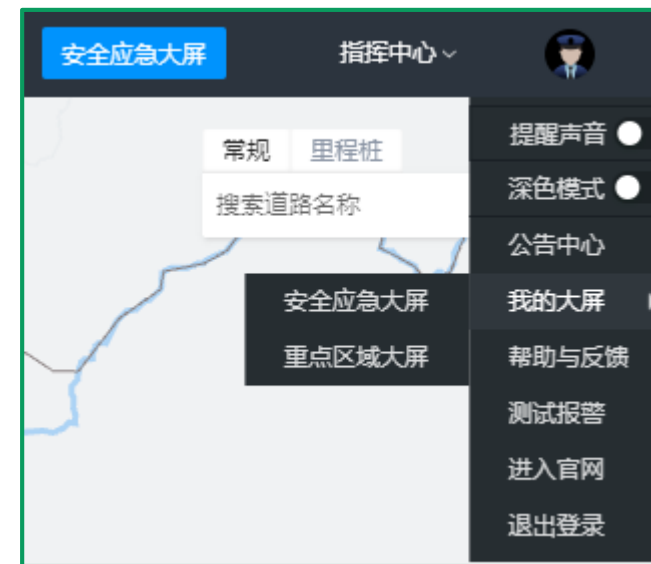 安全应急大屏 指挥中心
常规 里程桩
搜索道路名称
安全应急大屏
重点区域大屏
提醒声音
深色模式
公告中心
我的大屏
帮助与反馈
测试报警
进入官网
退出登录